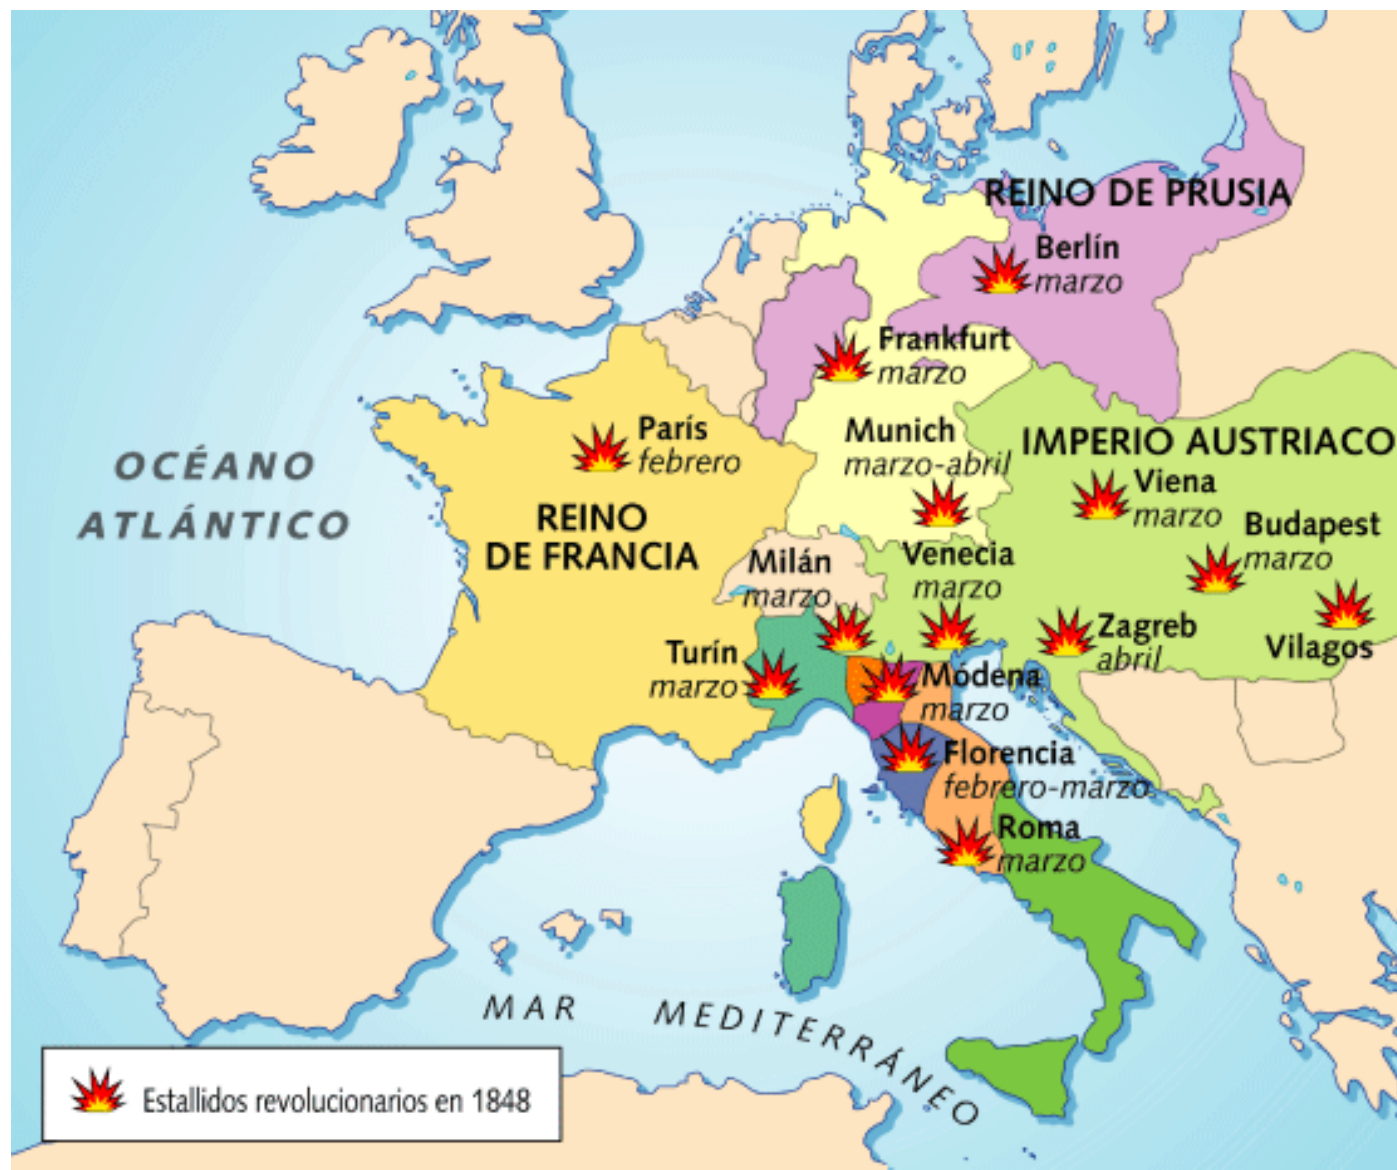 REINO DE PRUSIA
Berlín
marzo
Frankfurt
marzo
París
febrero
Munich
marzo-abril
IMPERIO AUSTRIACO
OCÉANO
ATLÁNTICO
Viena
marzo
REINO
DE FRANCIA
Budapest
marzo
Milán
marzo
Venecia
marzo
Zagreb
abril
Vilagos
Turín
marzo
Módena
marzo
Florencia
febrero-marzo
Roma
marzo
MAR MEDITERRÁNEO
Estallidos revolucionarios en 1848